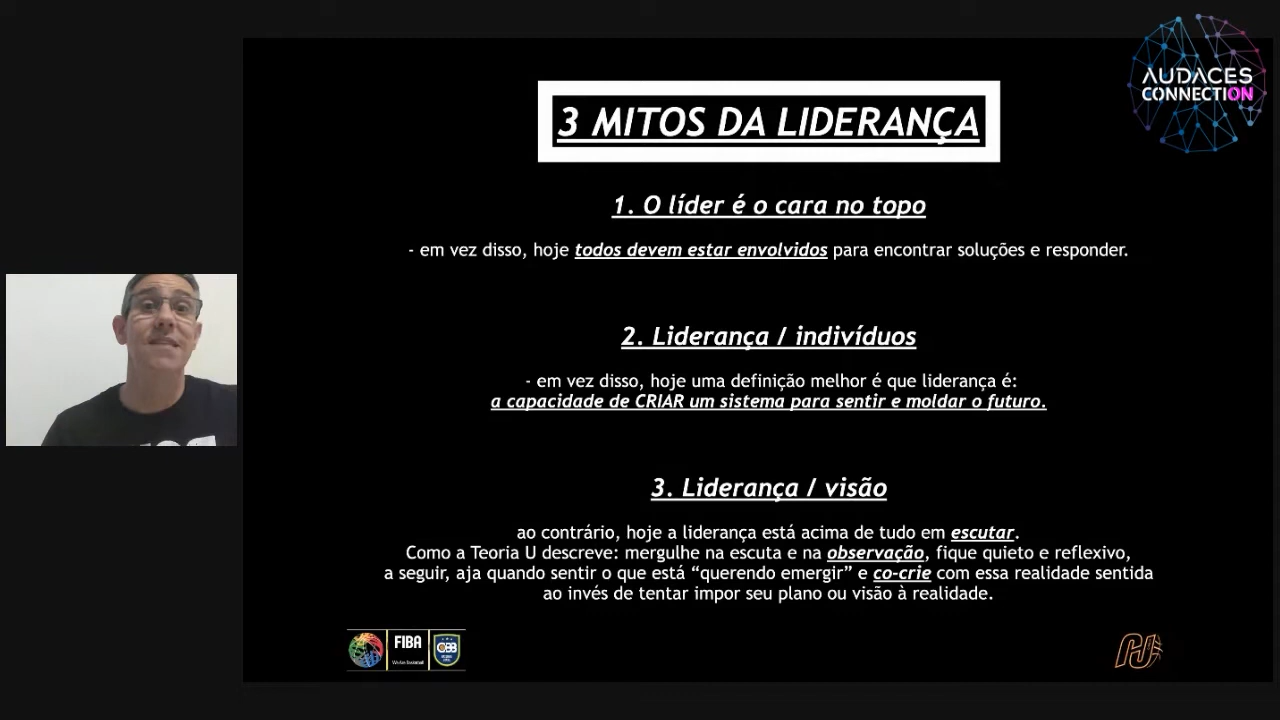 AUDACES
CONNECTION
3 MITOS DA LIDERANÇA
1. O líder é o cara no topo
- em vez disso, hoje todos devem estar envolvidos para encontrar soluções e responder.
2. Liderança / indivíduos
- em vez disso, hoje uma definição melhor é que liderança é:
a capacidade de CRIAR um sistema para sentir e moldar o futuro.
3. Liderança / visão
ao contrário, hoje a liderança está acima de tudo em escutar.
Como a Teoria U descreve: mergulhe na escuta e na observação, fique quieto e reflexivo,
a seguir, aja quando sentir o que está “querendo emergir” e co-crie com essa realidade sentida
ao invés de tentar impor seu plano ou visão à realidade.
FIBA
We Are Basketball